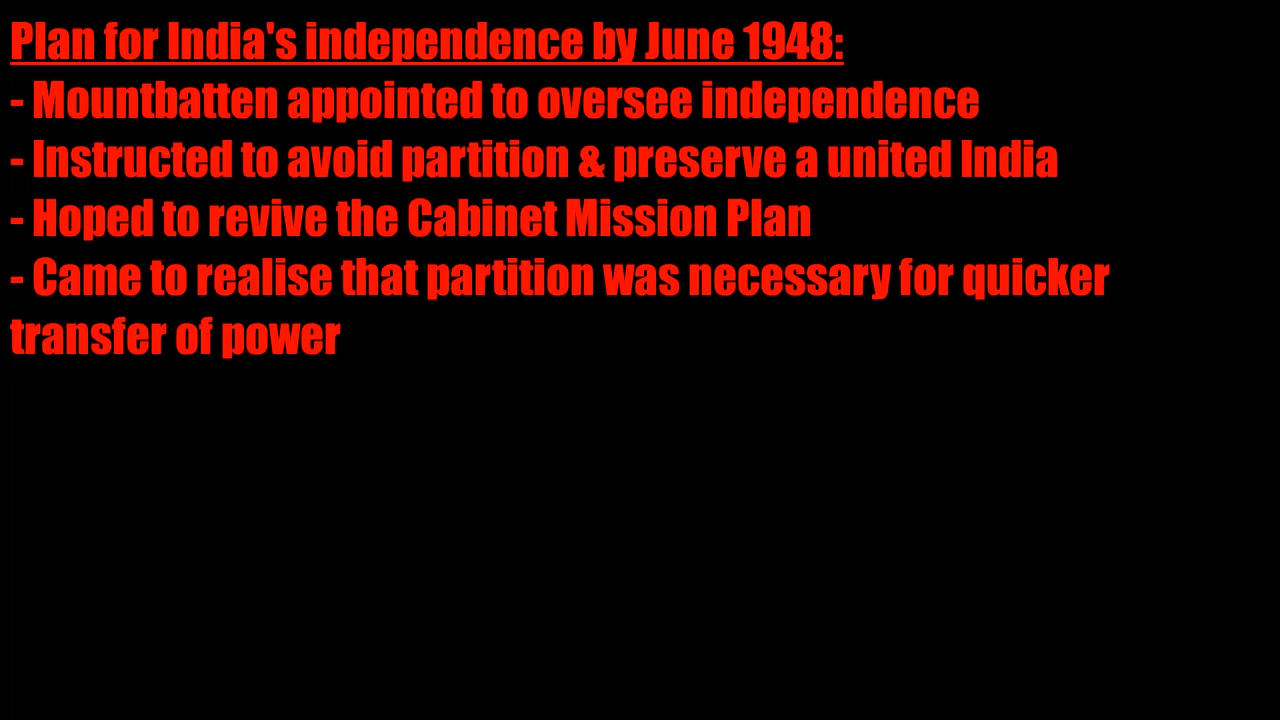 Plan for India's independence by June 1948:
- Mountbatten appointed to oversee independence
- Instructed to avoid partition & preserve a united India
- Hoped to revive the Cabinet Mission Plan
- Came to realise that partition was necessary for quicker
transfer of power